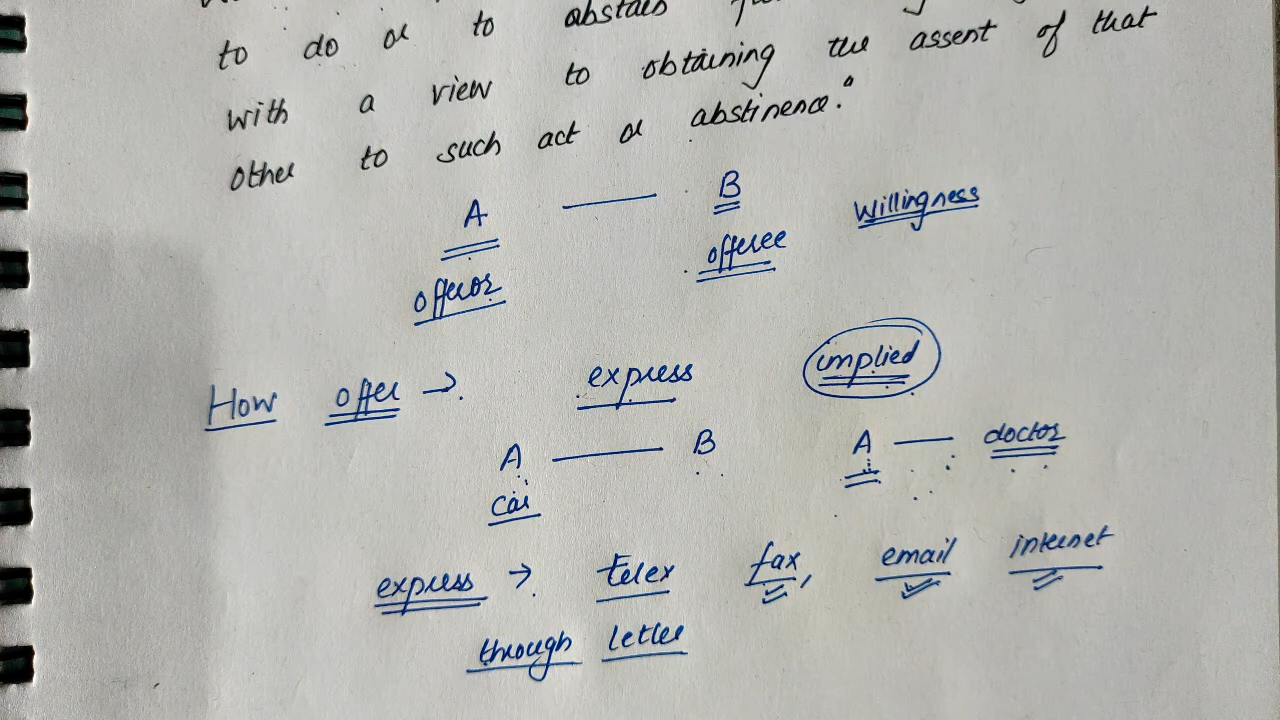 to do or to abstain
with a view to obtaining the assent of that
other to such act or abstinence."
A B Willingness
offeror offeree
How offer → express implied
A B A doctor
Car
express → telex fax, email internet
through letter